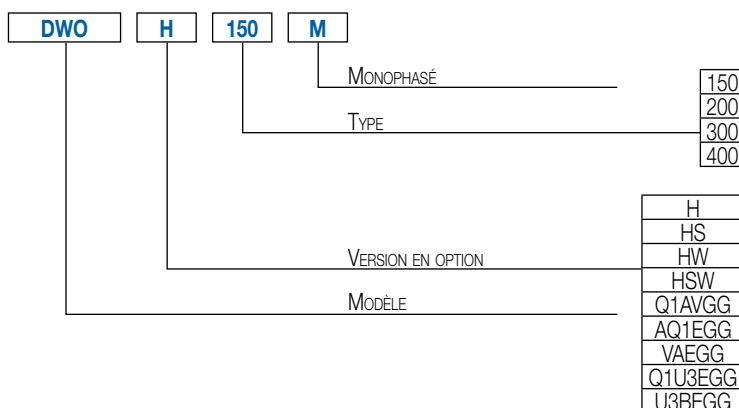 DWO H 150 M
Monophasé
150
200
Type
300
400
H
HS
Version en option
HW
HSW
Modèle
Q1AVGG
AQ1EGG
VAEGG
Q1U3EGG
U3BEGG